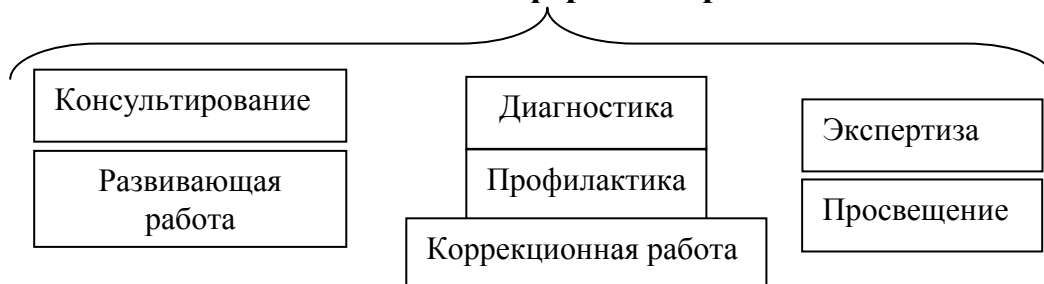 Консультирование
Развивающая
работа
Диагностика
Профилактика
Коррекционная работа
Экспертиза
Просвещение